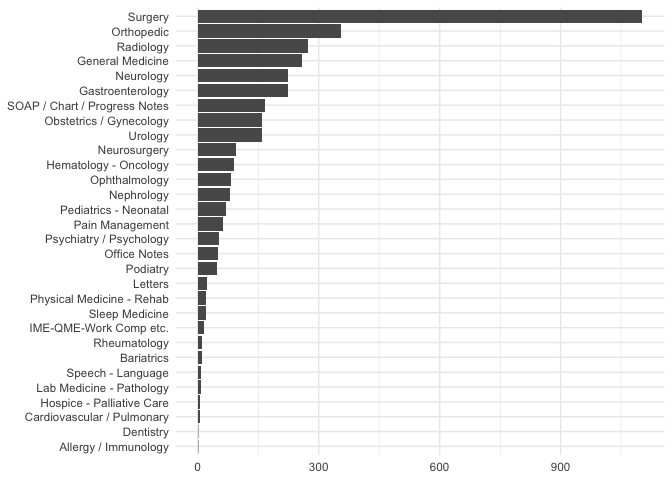 Surgery
Orthopedic
Radiology
General Medicine
Neurology
Gastroenterology
SOAP / Chart / Progress Notes
Obstetrics / Gynecology
Urology
Neurosurgery
Hematology - Oncology
Ophthalmology
Nephrology
Pediatrics - Neonatal
Pain Management
Psychiatry / Psychology
Office Notes
Podiatry
Letters
Physical Medicine - Rehab
Sleep Medicine
IME-QME-Work Comp etc.
Rheumatology
Bariatrics
Speech - Language
Lab Medicine - Pathology
Hospice - Palliative Care
Cardiovascular / Pulmonary
Dentistry
Allergy / Immunology
0 300 600 900